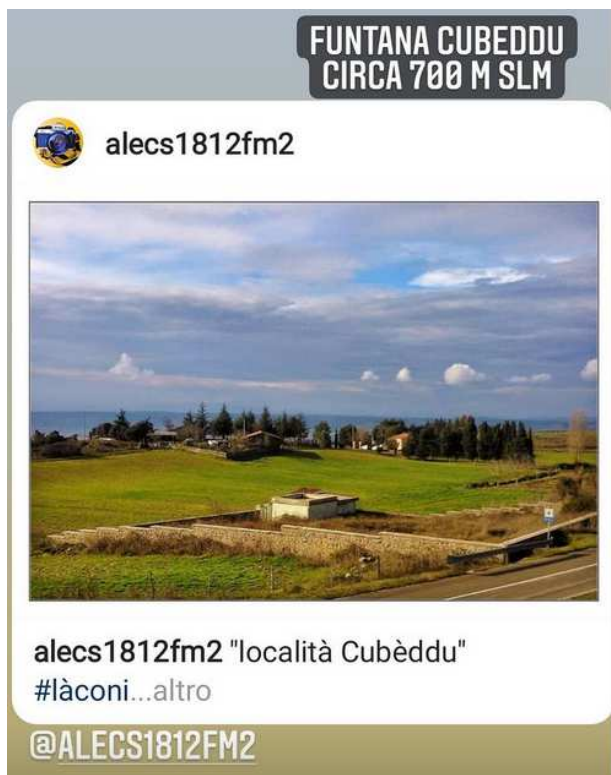 FUNTANA CUBEDDU
CIRCA 700 M SLM
alecs1812fm2
alecs1812fm2 "località Cubèddu"
#làconi...altro
@ALECS1812FM2